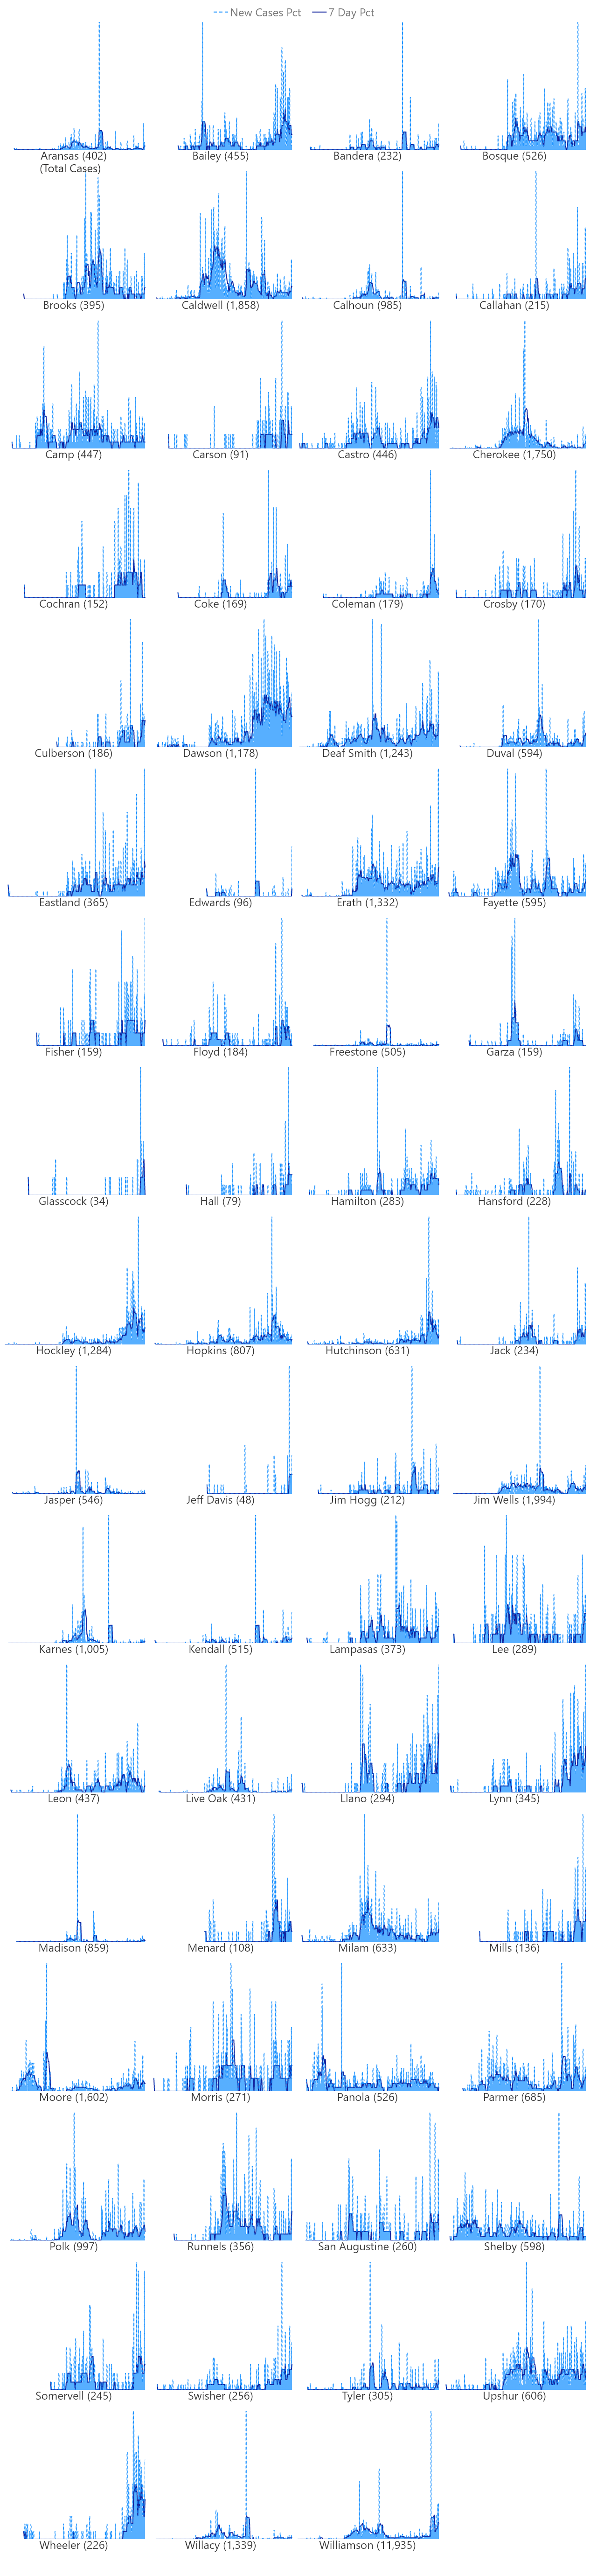 New Cases Pct 7 Day Pct
Aransas (402) Bailey (455) Bandera (232) Bosque (526)
(Total Cases)
Brooks (395) Caldwell (1,858) Calhoun (985) Callahan (215)
Camp (447) Carson (91) Castro (446) Cherokee (1,750)
Cochran (152) Coke (169) Coleman (179) Crosby (170)
Culberson (186) Dawson (1,178) Deaf Smith (1,243) Duval (594)
Eastland (365) Edwards (96) Erath (1,332) Fayette (595)
Fisher (159) Floyd (184) Freestone (505) Garza (159)
Glasscock (34) Hall (79) Hamilton (283) Hansford (228)
Hockley (1,284) Hopkins (807) Hutchinson (631) Jack (234)
Jasper (546) Jeff Davis (48) Jim Hogg (212) Jim Wells (1,994)
Karnes (1,005) Kendall (515) Lampasas (373) Lee (289)
Leon (437) Live Oak (431) Llano (294) Lynn (345)
Madison (859) Menard (108) Milam (633) Mills (136)
Moore (1,602) Morris (271) Panola (526) Parmer (685)
Polk (997) Runnels (356) San Augustine (260) Shelby (598)
Somervell (245) Swisher (256) Tyler (305) Upshur (606)
Wheeler (226) Willacy (1,339) Williamson (11,935)